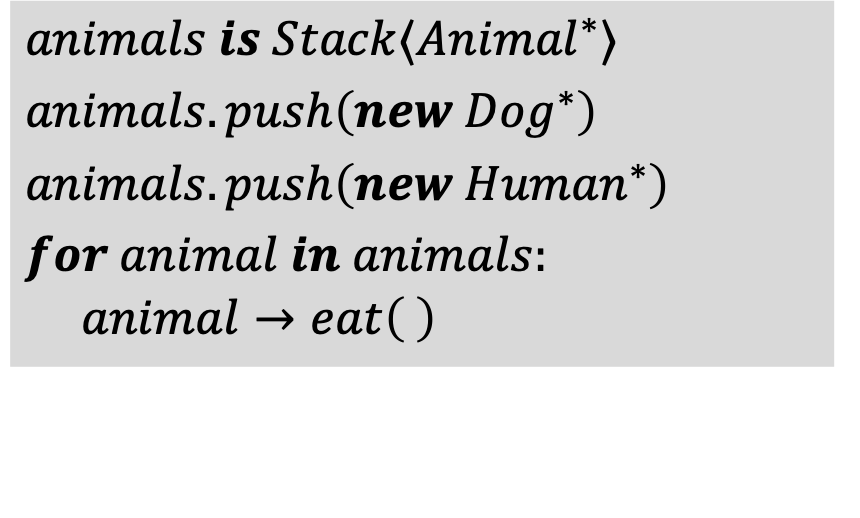 animals is Stack⟨Animal*⟩
animals.push(new Dog*)
animals.push(new Human*)
for animal in animals:
animal → eat( )